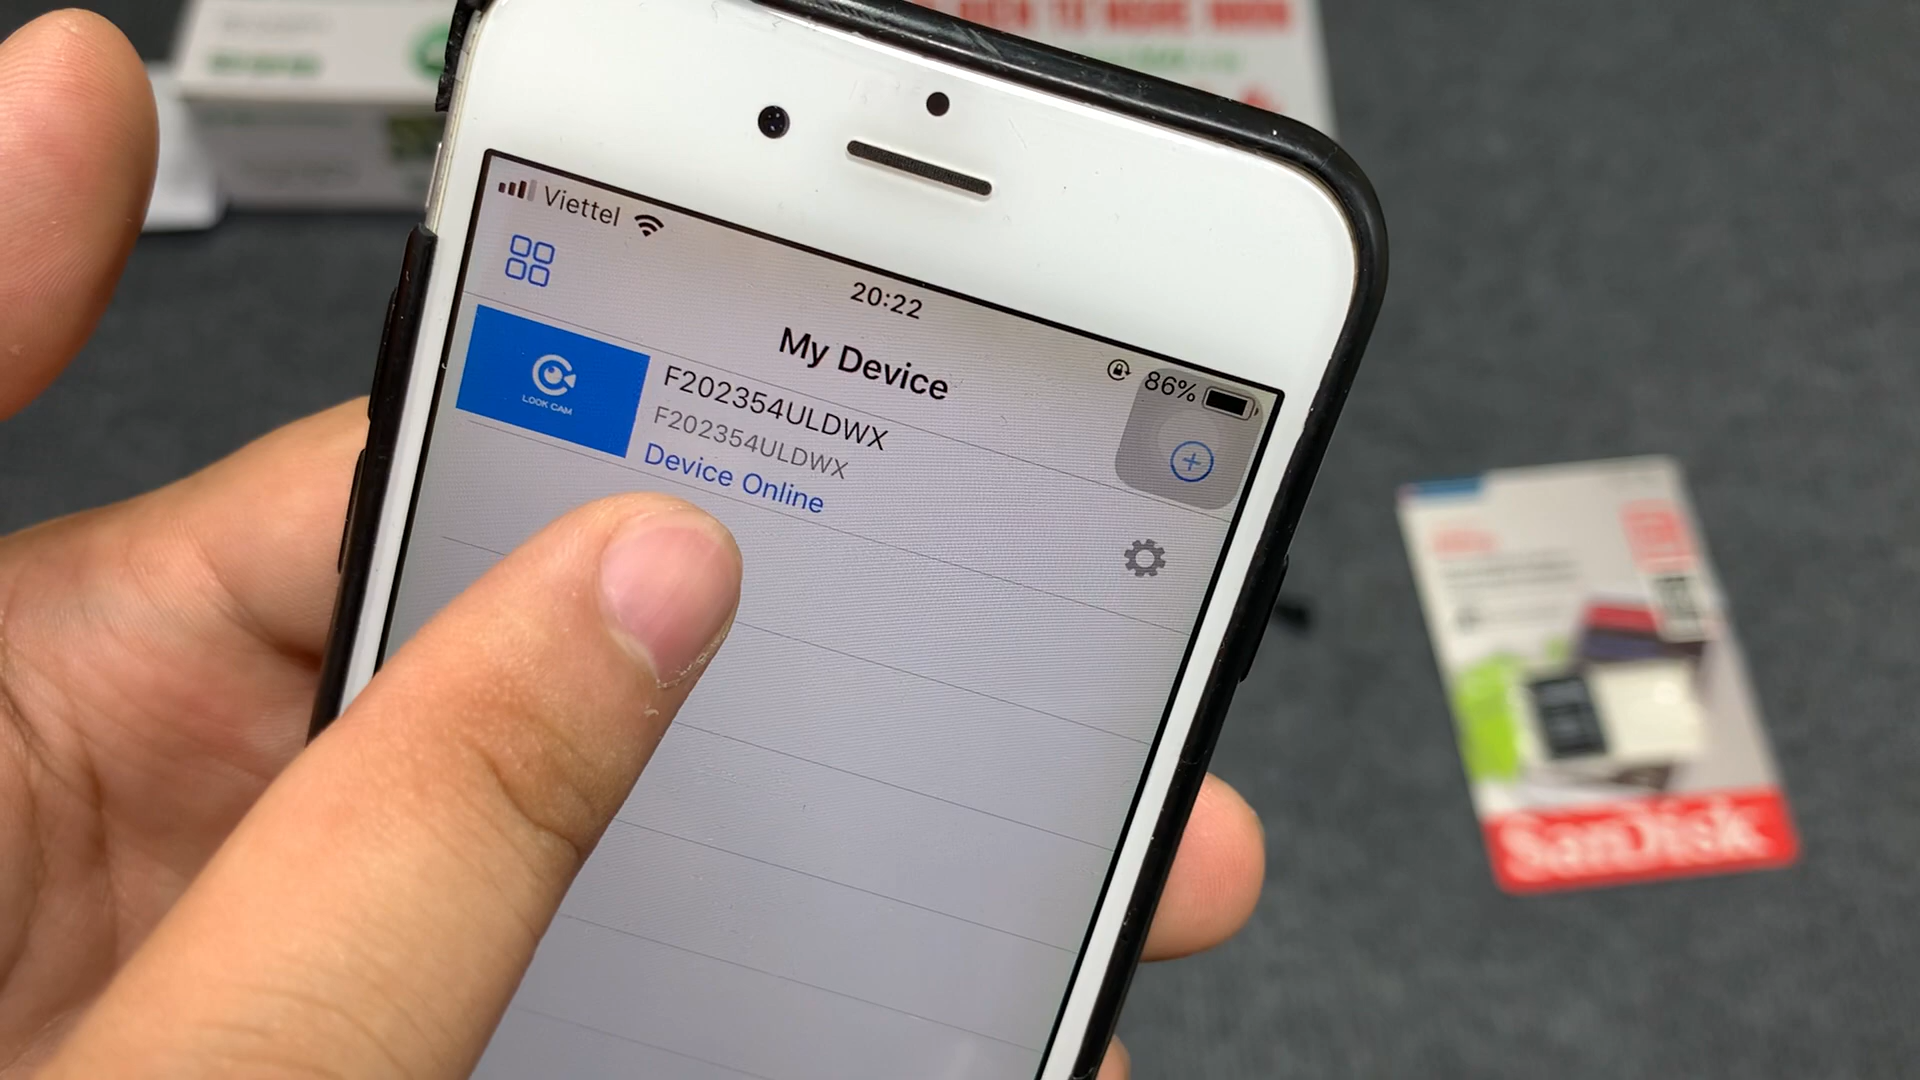 Viettel
20:22
86%
My Device
LOOK CAM
F202354ULDWX
F202354ULDWX
Device Online
SanDisk